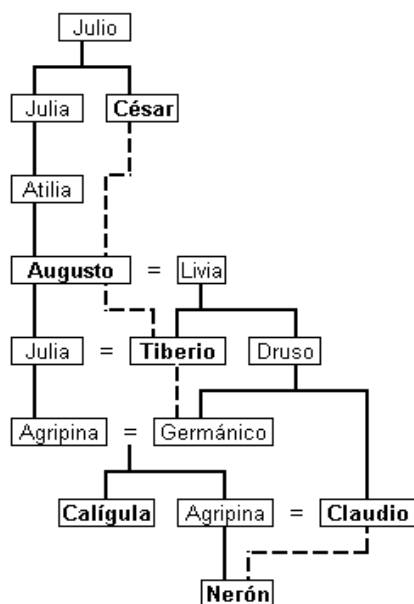 Julio
Julia César
Atilia
Augusto = Livia
Julia = Tiberio Druso
Agripina = Germánico
Calígula Agripina = Claudio
Nerón